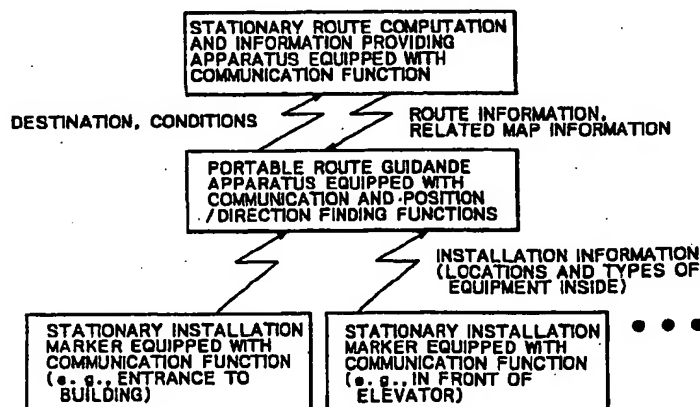 STATIONARY ROUTE COMPUTATION
AND INFORMATION PROVIDING
APPARATUS EQUIPPED WITH
COMMUNICATION FUNCTION
DESTINATION, CONDITIONS
ROUTE INFORMATION,
RELATED MAP INFORMATION
PORTABLE ROUTE GUIDANDE
APPARATUS EQUIPPED WITH
COMMUNICATION AND POSITION
/DIRECTION FINDING FUNCTIONS
INSTALLATION INFORMATION
(LOCATIONS AND TYPES OF
EQUIPMENT INSIDE)
STATIONARY INSTALLATION
MARKER EQUIPPED WITH
COMMUNICATION FUNCTION
(e. g., ENTRANCE TO
BUILDING)
STATIONARY INSTALLATION
MARKER EQUIPPED WITH
COMMUNICATION FUNCTION
(e. g., IN FRONT OF
ELEVATOR)